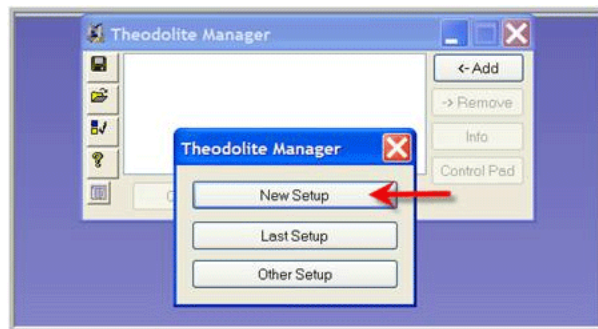 Theodolite Manager
<- Add
-> Remove
Info
Control Pad
Theodolite Manager
New Setup
Last Setup
Other Setup